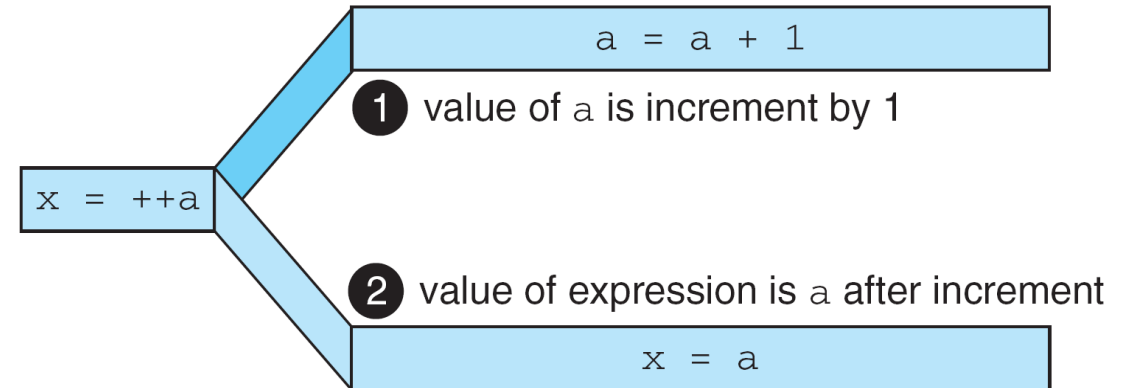 a = a + 1
1 value of a is increment by 1
x = ++a
2 value of expression is a after increment
x = a